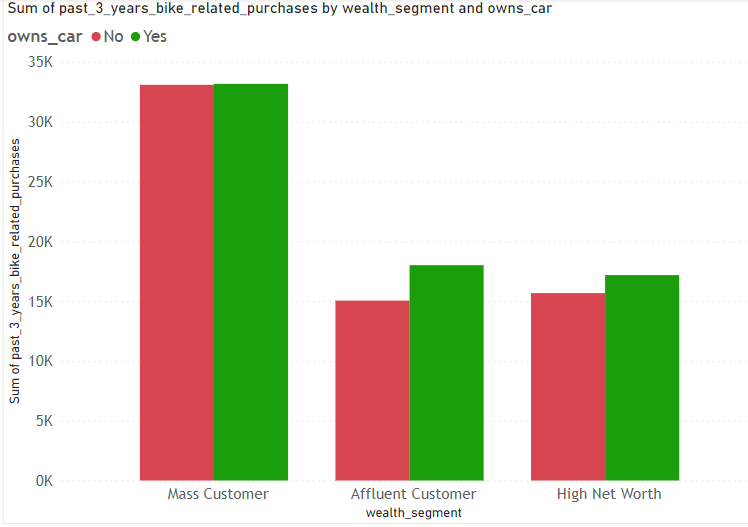 Sum of past_3_years_bike_related_purchases by wealth_segment and owns_car
owns_car No Yes
35K
30K
25K
20K
15K
10K
5K
0K
Sum of past_3_years_bike_related_purchases
Mass Customer Affluent Customer High Net Worth
wealth_segment